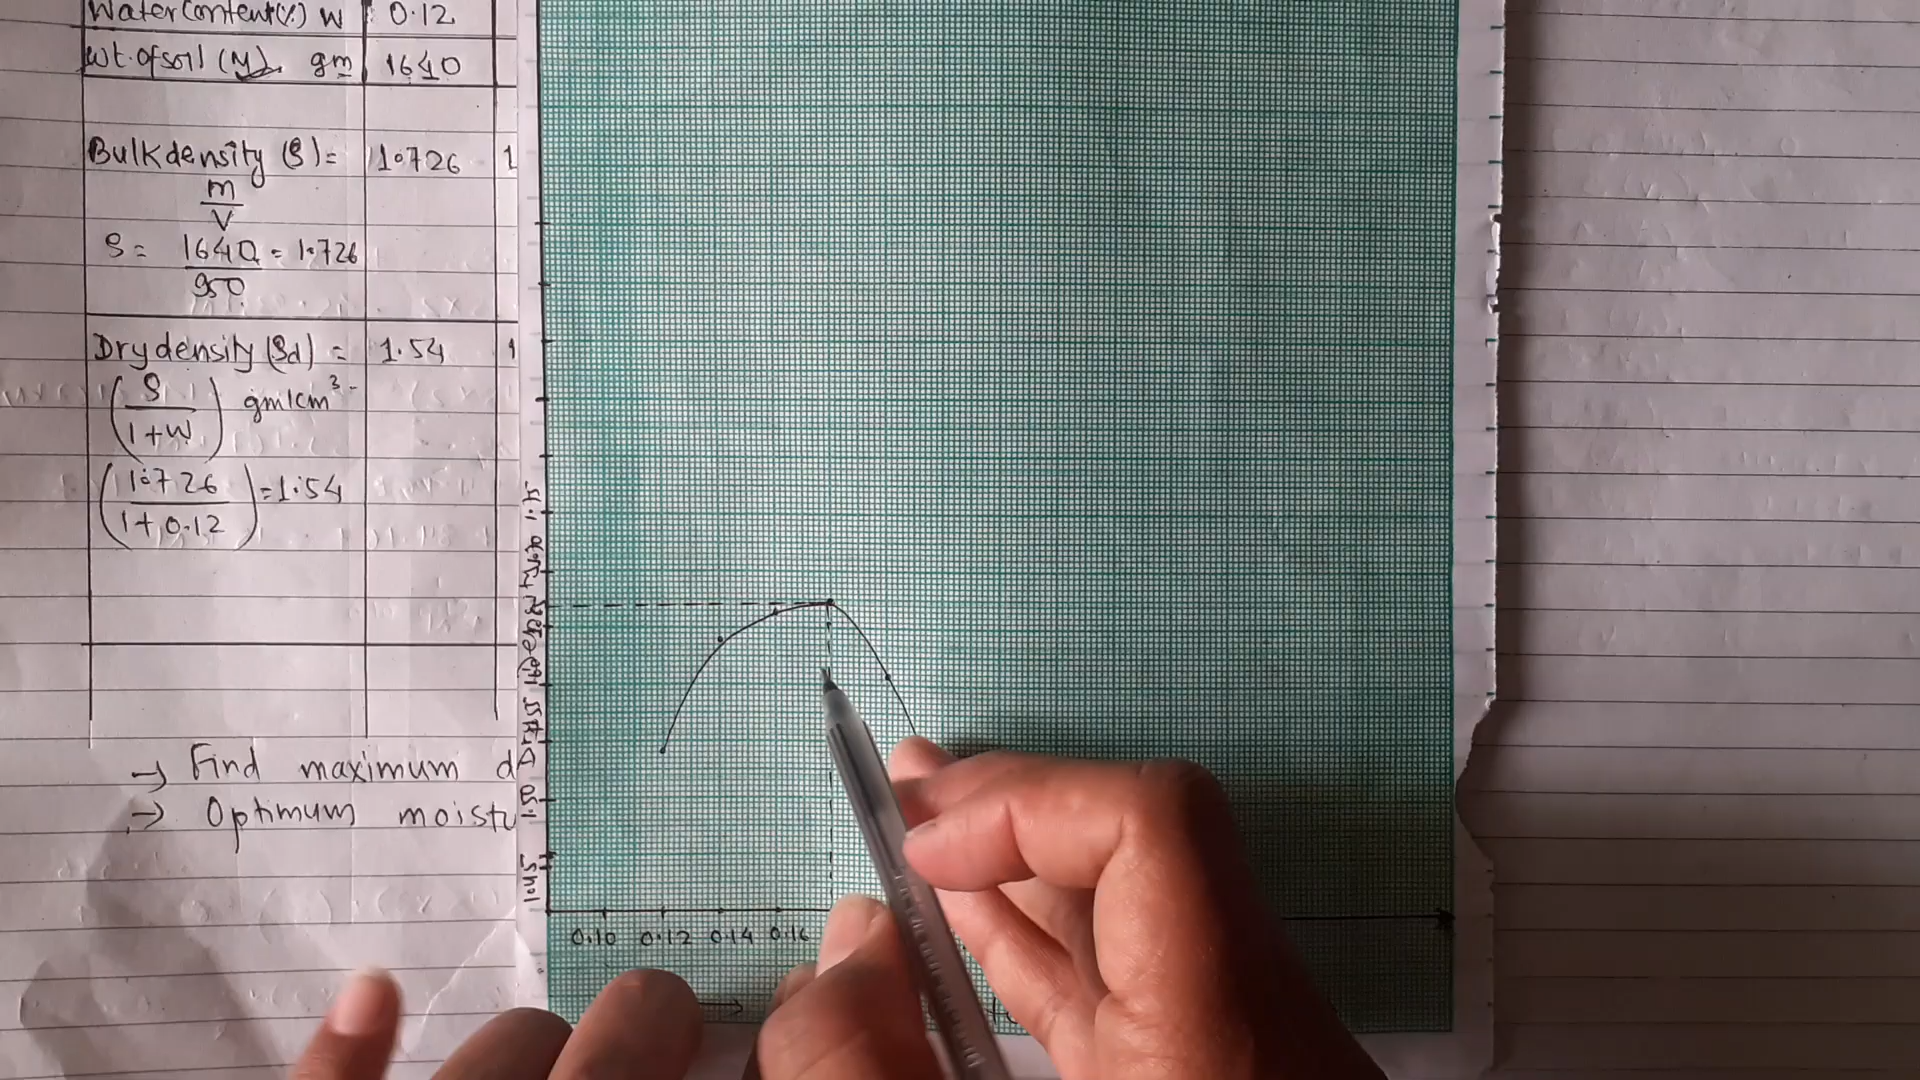 Water Content(%) w 0.12
Wt. of soil (M) gm 1640
Bulk density (ρ) = 1.726 1
m
V
ρ = 1640 = 1.726
950
Dry density (ρd) = 1.54 1
(ρ / 1+w) gm/cm³
(1.726 / 1+0.12) = 1.54
→ Find maximum d
→ Optimum moistu
0.10 0.12 0.14 0.16
→